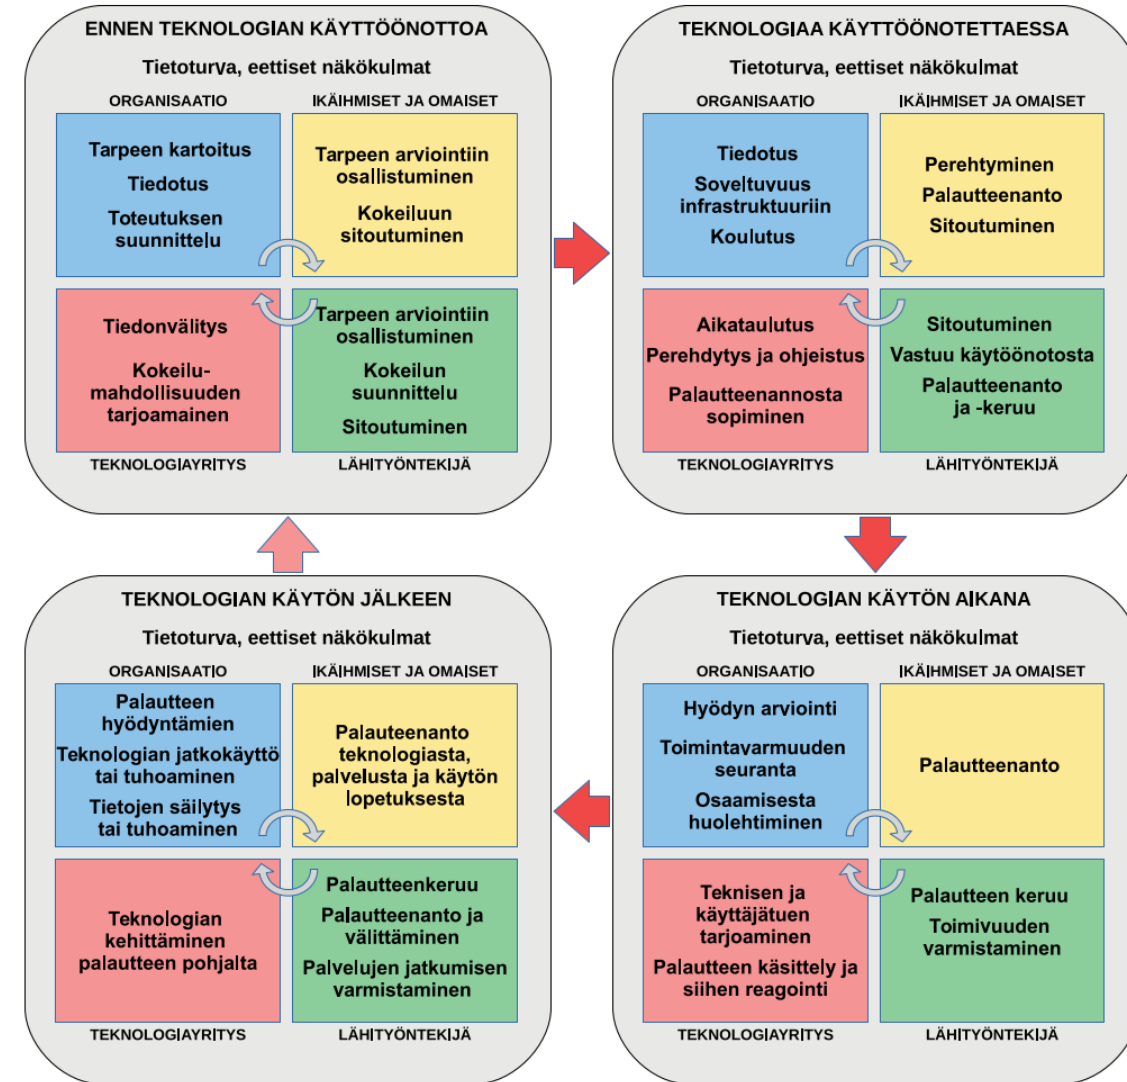 ENNEN TEKNOLOGIAN KÄYTTÖÖNOTTOA
Tietoturva, eettiset näkökulmat
ORGANISAATIO
IKÄIHMISET JA OMAISET
Tarpeen kartoitus
Tiedotus
Toteutuksen
suunnittelu
Tarpeen arviointiin
osallistuminen
Kokeiluun
sitoutuminen
Tiedonvälitys
Kokeilu-
mahdollisuuden
tarjoamainen
Tarpeen arviointiin
osallistuminen
Kokeilun
suunnittelu
Sitoutuminen
TEKNOLOGIAYRITYS
LÄHITYÖNTEKIJÄ
TEKNOLOGIAA KÄYTTÖÖNOTETTAESSA
Tietoturva, eettiset näkökulmat
ORGANISAATIO
IKÄIHMISET JA OMAISET
Tiedotus
Soveltuvuus
infrastruktuuriin
Koulutus
Perehtyminen
Palautteenanto
Sitoutuminen
Aikataulutus
Perehdytys ja ohjeistus
Palautteenannosta
sopiminen
Sitoutuminen
Vastuu käytöönotosta
Palautteenanto
ja -keruu
TEKNOLOGIAYRITYS
LÄHITYÖNTEKIJÄ
TEKNOLOGIAN KÄYTÖN JÄLKEEN
Tietoturva, eettiset näkökulmat
ORGANISAATIO
IKÄIHMISET JA OMAISET
Palautteen
hyödyntämien
Teknologian jatkokäyttö
tai tuhoaminen
Tietojen säilytys
tai tuhoaminen
Palauteenanto
teknologiasta,
palvelusta ja käytön
lopetuksesta
Teknologian
kehittäminen
palautteen pohjalta
Palautteenkeruu
Palautteenanto ja
välittäminen
Palvelujen jatkumisen
varmistaminen
TEKNOLOGIAYRITYS
LÄHITYÖNTEKIJÄ
TEKNOLOGIAN KÄYTÖN AIKANA
Tietoturva, eettiset näkökulmat
ORGANISAATIO
IKÄIHMISET JA OMAISET
Hyödyn arviointi
Toimintavarmuuden
seuranta
Osaamisesta
huolehtiminen
Palautteenanto
Teknisen ja
käyttäjätuen
tarjoaminen
Palautteen käsittely ja
siihen reagointi
Palautteen keruu
Toimivuuden
varmistaminen
TEKNOLOGIAYRITYS
LÄHITYÖNTEKIJÄ